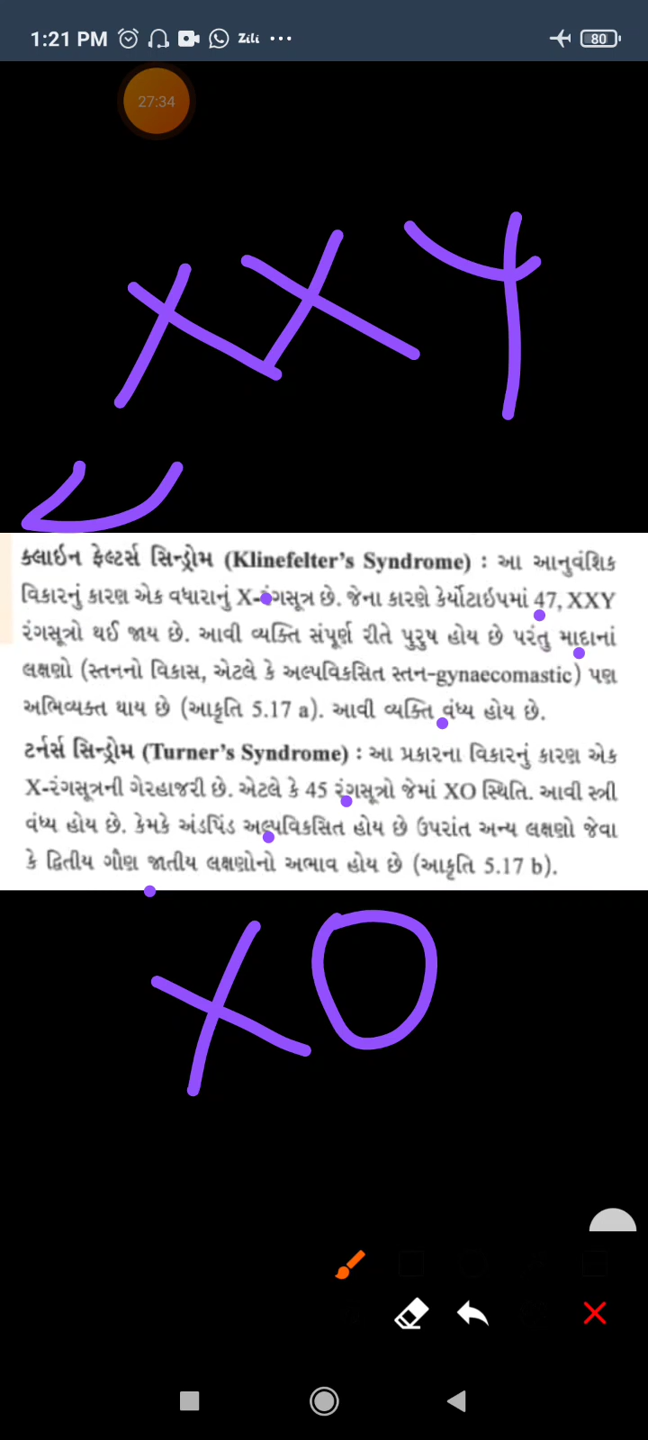 1:21 PM Zili 80
27:34
XXY
ક્લાઇન ફેલ્ટર્સ સિન્ડ્રોમ (Klinefelter's Syndrome) : આ આનુવંશિક
વિકારનું કારણ એક વધારાનું X-રંગસૂત્ર છે. જેના કારણે કેર્યોટાઇપમાં 47, XXY
રંગસૂત્રો થઈ જાય છે. આવી વ્યક્તિ સંપૂર્ણ રીતે પુરુષ હોય છે પરંતુ માદાનાં
લક્ષણો (સ્તનનો વિકાસ, એટલે કે અલ્પવિકસિત સ્તન-gynaecomastic) પણ
અભિવ્યક્ત થાય છે (આકૃતિ 5.17 a). આવી વ્યક્તિ વંધ્ય હોય છે.
ટર્નર્સ સિન્ડ્રોમ (Turner's Syndrome) : આ પ્રકારના વિકારનું કારણ એક
X-રંગસૂત્રની ગેરહાજરી છે. એટલે કે 45 રંગસૂત્રો જેમાં XO સ્થિતિ. આવી સ્ત્રી
વંધ્ય હોય છે. કેમકે અંડપિંડ અલ્પવિકસિત હોય છે ઉપરાંત અન્ય લક્ષણો જેવા
કે દ્વિતીય ગૌણ જાતીય લક્ષણોનો અભાવ હોય છે (આકૃતિ 5.17 b).
XO